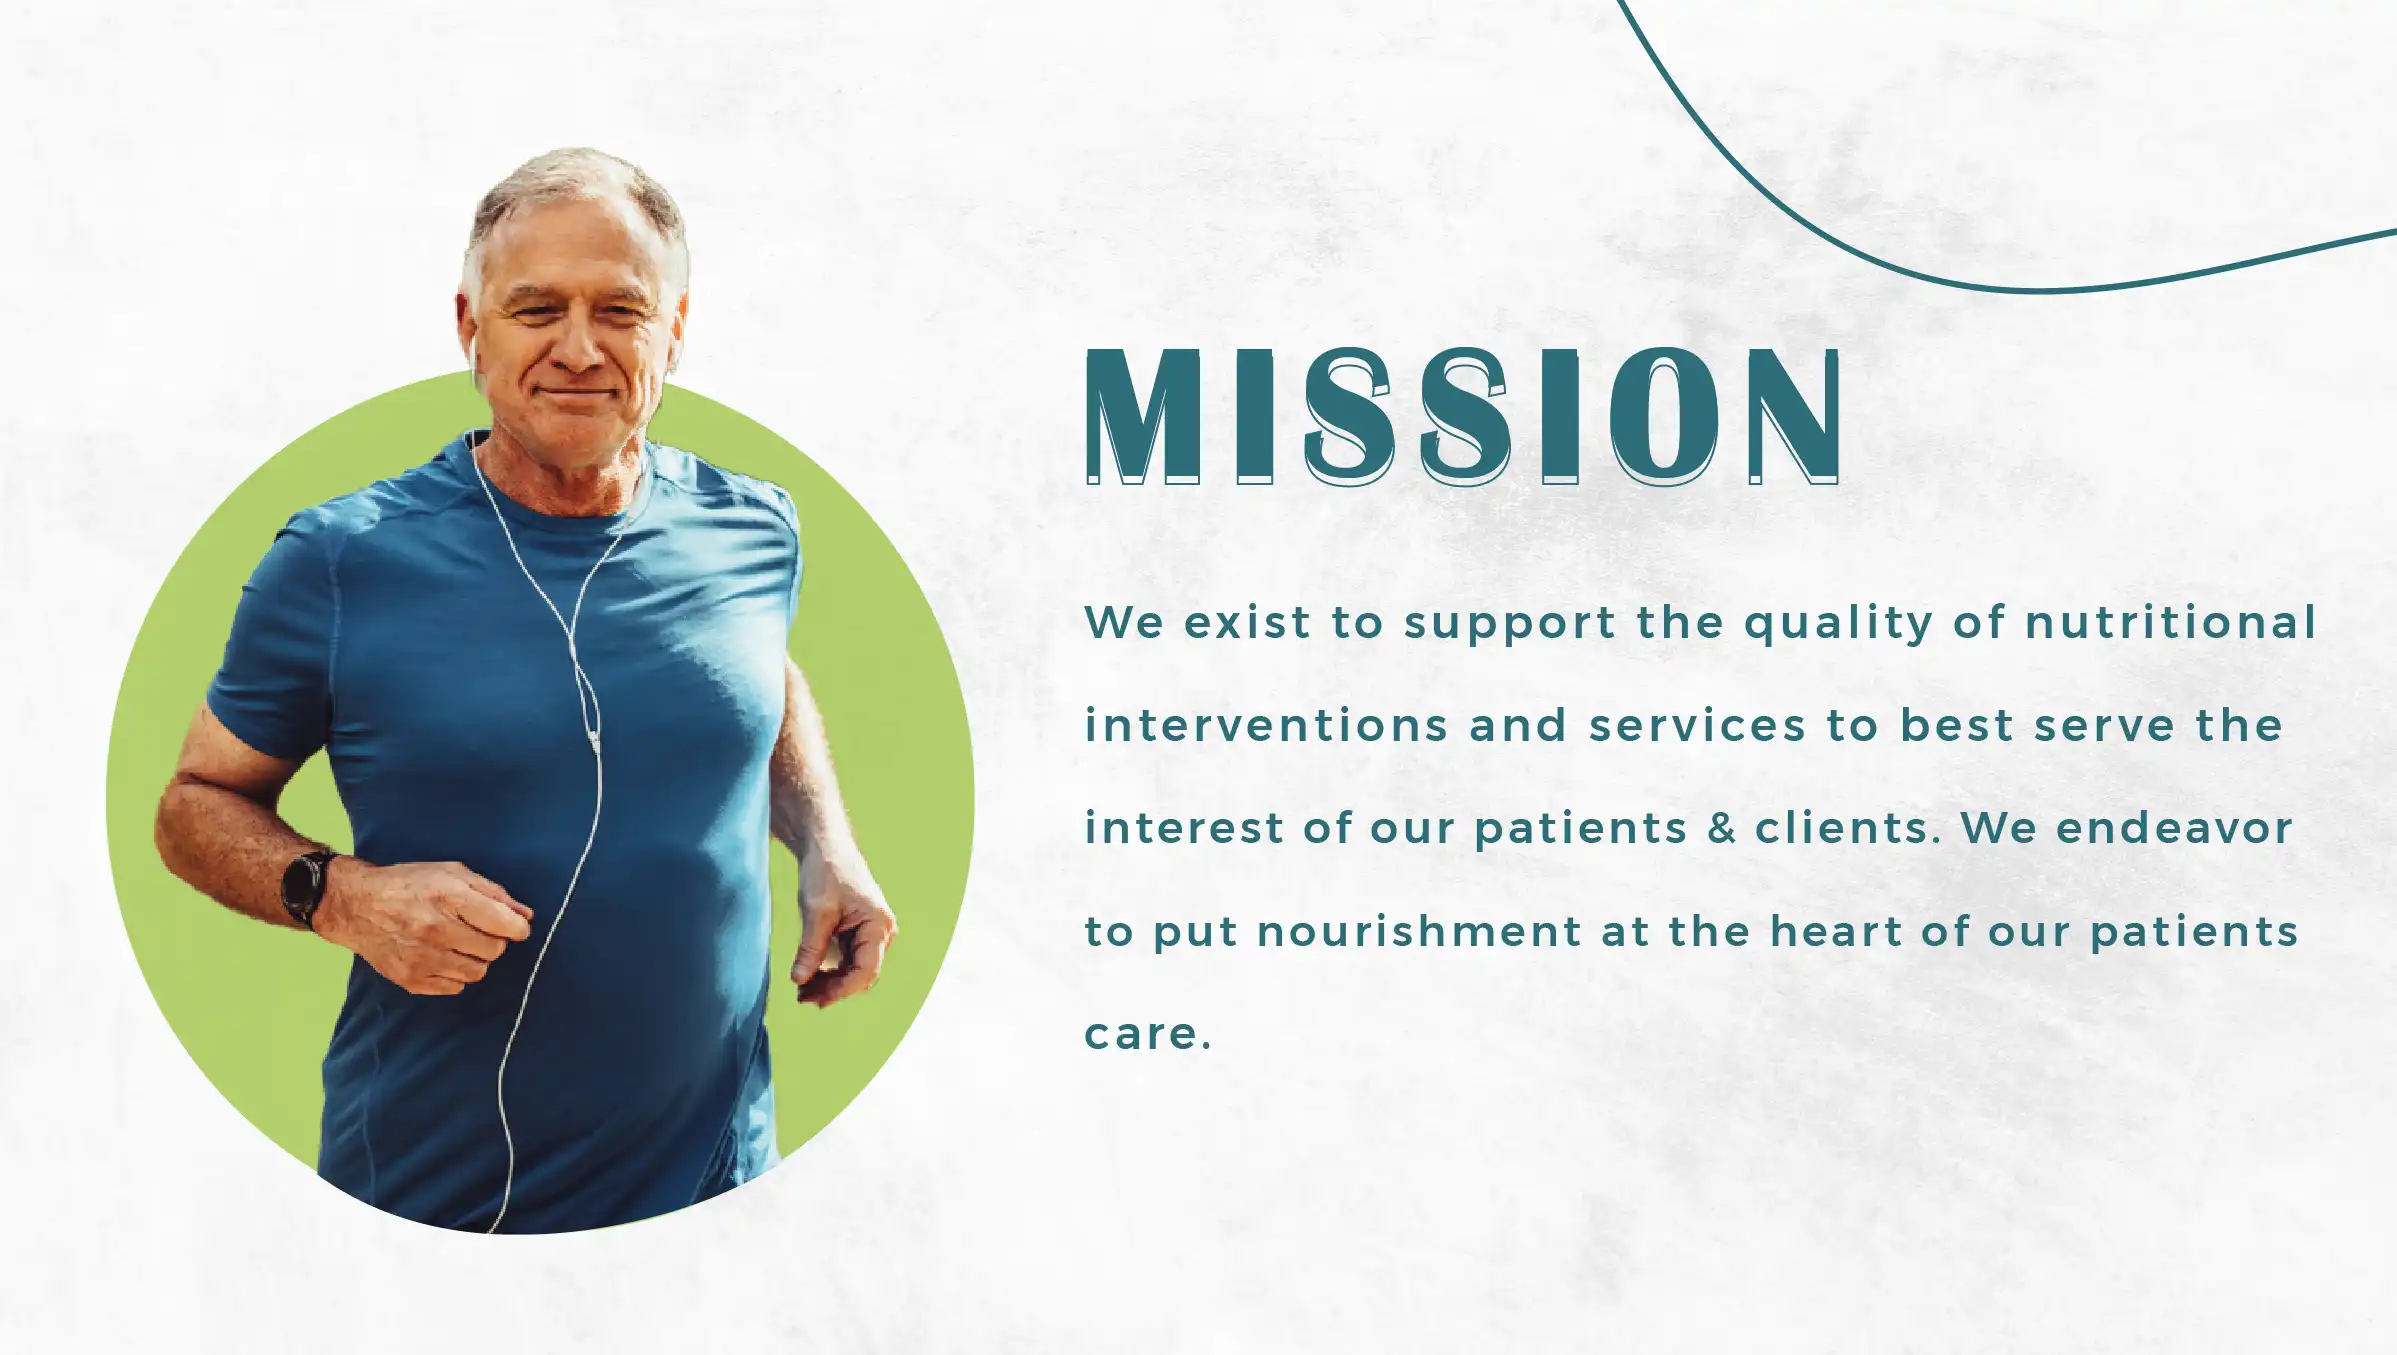 MISSION
We exist to support the quality of nutritional
interventions and services to best serve the
interest of our patients & clients. We endeavor
to put nourishment at the heart of our patients
care.